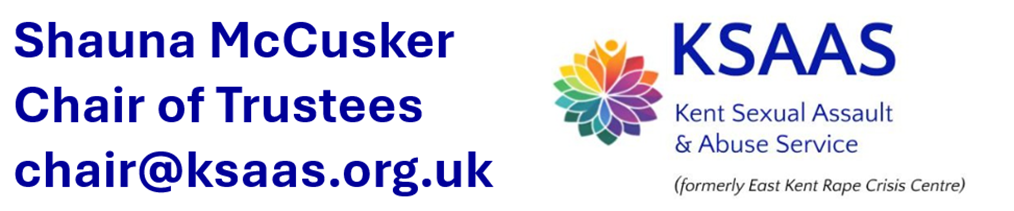 Shauna McCusker
Chair of Trustees
chair@ksaas.org.uk
KSAAS
Kent Sexual Assault
& Abuse Service
(formerly East Kent Rape Crisis Centre)